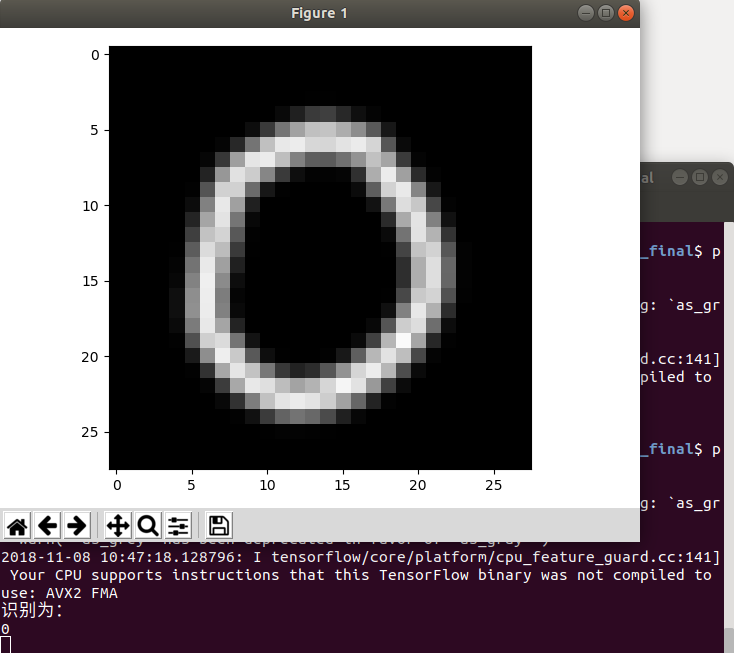 Figure 1
0
5
10
15
20
25
0 5 10 15 20 25
al
_final$ p
g: `as_gr
d.cc:141]
piled to
_final$ p
g: `as_gr
2018-11-08 10:47:18.128796: I tensorflow/core/platform/cpu_feature_guard.cc:141]
Your CPU supports instructions that this TensorFlow binary was not compiled to
use: AVX2 FMA
识别为:
0